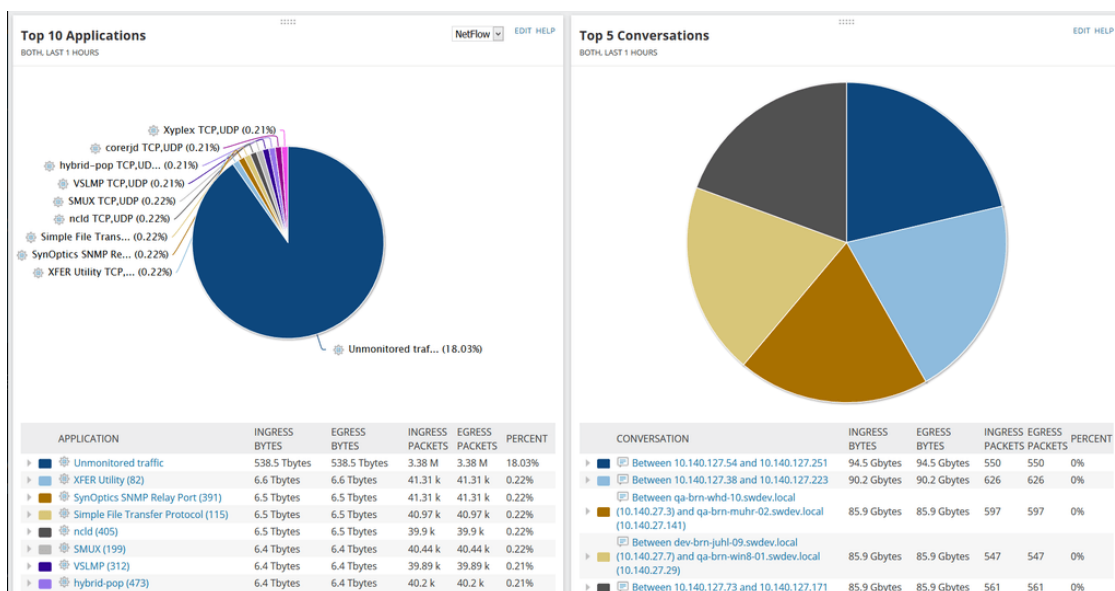 Top 10 Applications
NetFlow
EDIT HELP
BOTH, LAST 1 HOURS
Xyplex TCP,UDP (0.21%)
corerjd TCP,UDP (0.21%)
hybrid-pop TCP,UD... (0.21%)
VSLMP TCP,UDP (0.21%)
SMUX TCP,UDP (0.22%)
ncld TCP,UDP (0.22%)
Simple File Trans... (0.22%)
SynOptics SNMP Re... (0.22%)
XFER Utility TCP,... (0.22%)
Unmonitored traf... (18.03%)
APPLICATION INGRESS BYTES EGRESS BYTES INGRESS PACKETS EGRESS PACKETS PERCENT
Unmonitored traffic 538.5 Tbytes 538.5 Tbytes 3.38 M 3.38 M 18.03%
XFER Utility (82) 6.6 Tbytes 6.6 Tbytes 41.31 k 41.31 k 0.22%
SynOptics SNMP Relay Port (391) 6.5 Tbytes 6.5 Tbytes 41.31 k 41.31 k 0.22%
Simple File Transfer Protocol (115) 6.5 Tbytes 6.5 Tbytes 40.97 k 40.97 k 0.22%
ncld (405) 6.5 Tbytes 6.5 Tbytes 39.9 k 39.9 k 0.22%
SMUX (199) 6.4 Tbytes 6.4 Tbytes 40.44 k 40.44 k 0.22%
VSLMP (312) 6.4 Tbytes 6.4 Tbytes 39.89 k 39.89 k 0.21%
hybrid-pop (473) 6.4 Tbytes 6.4 Tbytes 40.2 k 40.2 k 0.21%
Top 5 Conversations
EDIT HELP
BOTH, LAST 1 HOURS
CONVERSATION INGRESS BYTES EGRESS BYTES INGRESS PACKETS EGRESS PACKETS PERCENT
Between 10.140.127.54 and 10.140.127.251 94.5 Gbytes 94.5 Gbytes 550 550 0%
Between 10.140.127.38 and 10.140.127.223 90.2 Gbytes 90.2 Gbytes 626 626 0%
Between qa-brn-whd-10.swdev.local
(10.140.27.3) and qa-brn-muhr-02.swdev.local 85.9 Gbytes 85.9 Gbytes 597 597 0%
(10.140.27.141)
Between dev-brn-juhl-09.swdev.local
(10.140.27.7) and qa-brn-win8-01.swdev.local 85.9 Gbytes 85.9 Gbytes 547 547 0%
(10.140.27.29)
Between 10.140.127.73 and 10.140.127.171 85.9 Gbytes 85.9 Gbytes 561 561 0%